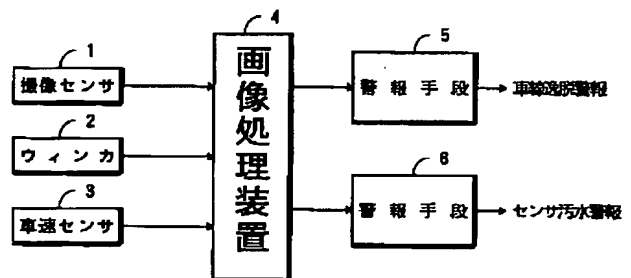 1
撮像センサ
2
ウィンカ
3
車速センサ
4
画像処理装置
5
警報手段
車線逸脱警報
6
警報手段
センサ汚水警報